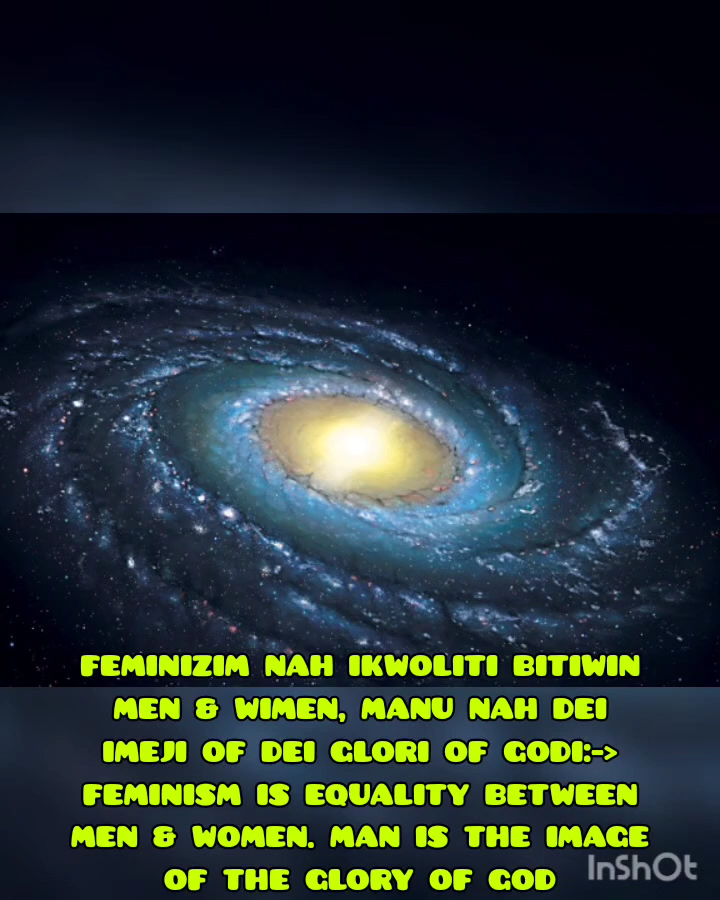 FEMINIZIM NAH IKWOLITI BITIWIN
MEN & WIMEN, MANU NAH DEI
IMEJI OF DEI GLORI OF GODI:->
FEMINISM IS EQUALITY BETWEEN
MEN & WOMEN. MAN IS THE IMAGE
OF THE GLORY OF GOD
InShOt